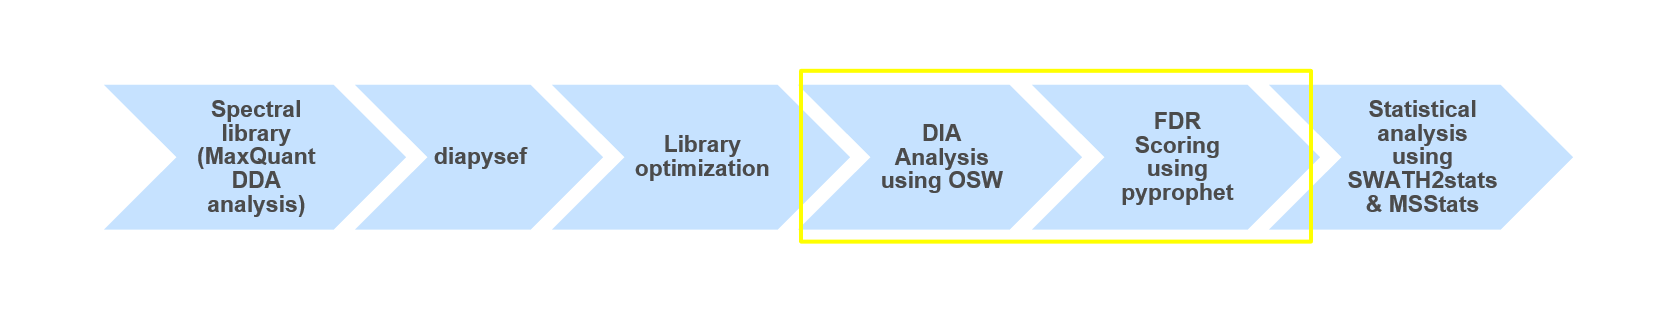 Spectral
library
(MaxQuant
DDA
analysis)
diapysef
Library
optimization
DIA
Analysis
using OSW
FDR
Scoring
using
pyprophet
Statistical
analysis
using
SWATH2stats
& MSStats